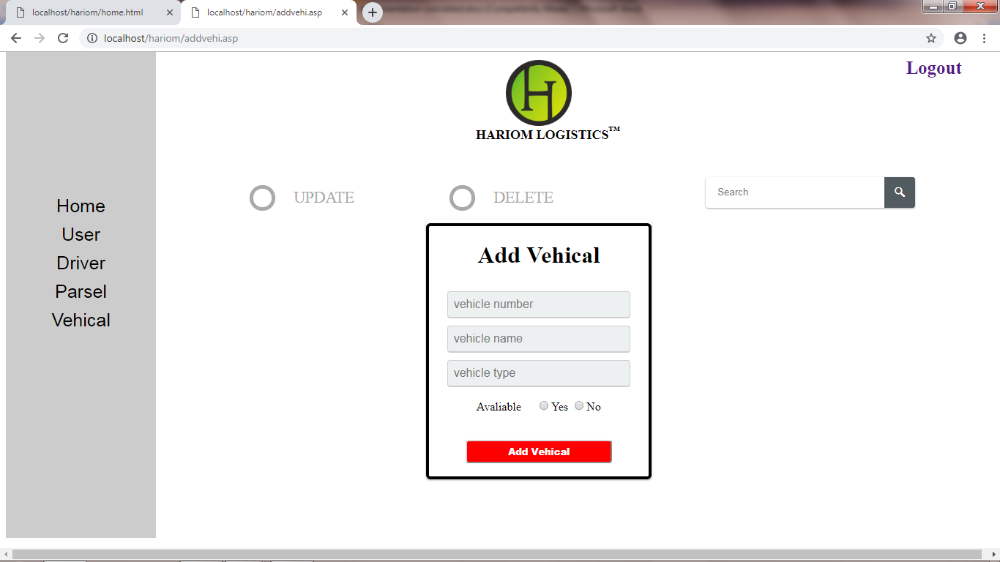 localhost/hariom/home.html
localhost/hariom/addvehi.asp
localhost/hariom/addvehi.asp
Logout
H
HARIOM LOGISTICS™
UPDATE
DELETE
Search
Home
User
Driver
Parsel
Vehical
Add Vehical
vehicle number
vehicle name
vehicle type
Avaliable Yes No
Add Vehical